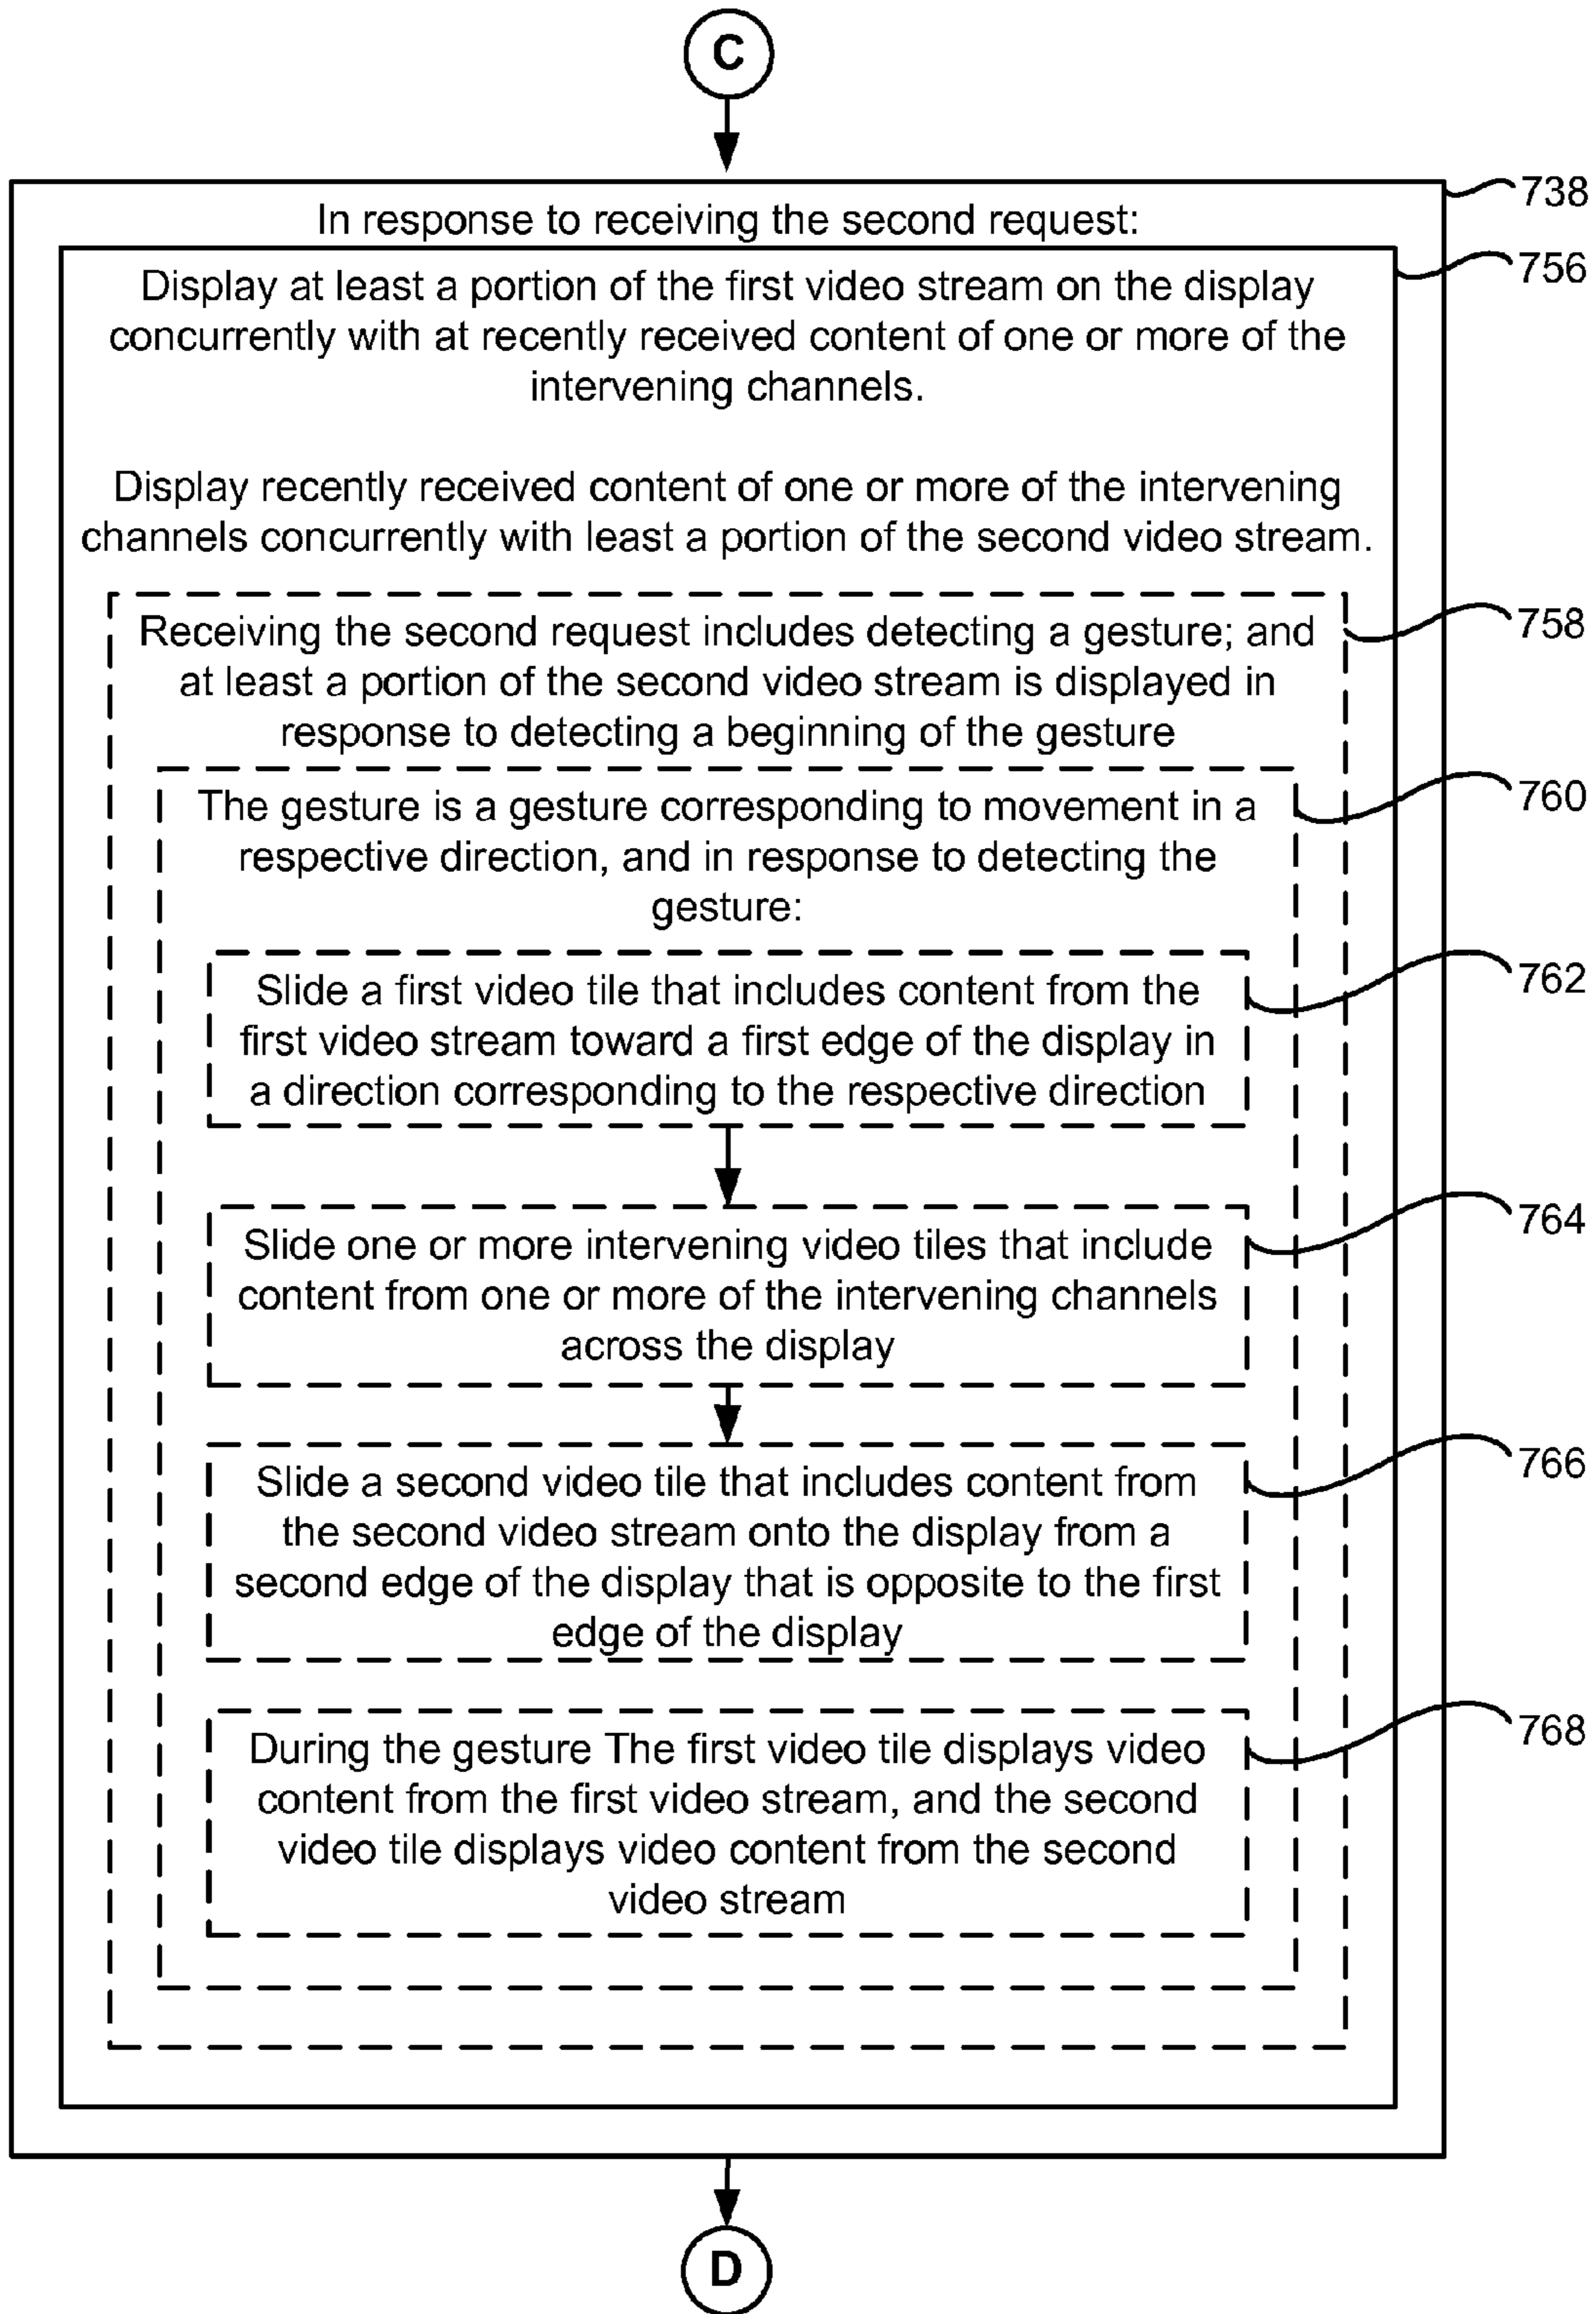 C
738
In response to receiving the second request:
756
Display at least a portion of the first video stream on the display
concurrently with at recently received content of one or more of the
intervening channels.
Display recently received content of one or more of the intervening
channels concurrently with least a portion of the second video stream.
758
Receiving the second request includes detecting a gesture; and
at least a portion of the second video stream is displayed in
response to detecting a beginning of the gesture
760
The gesture is a gesture corresponding to movement in a
respective direction, and in response to detecting the
gesture:
762
Slide a first video tile that includes content from the
first video stream toward a first edge of the display in
a direction corresponding to the respective direction
764
Slide one or more intervening video tiles that include
content from one or more of the intervening channels
across the display
766
Slide a second video tile that includes content from
the second video stream onto the display from a
second edge of the display that is opposite to the first
edge of the display
768
During the gesture The first video tile displays video
content from the first video stream, and the second
video tile displays video content from the second
video stream
D